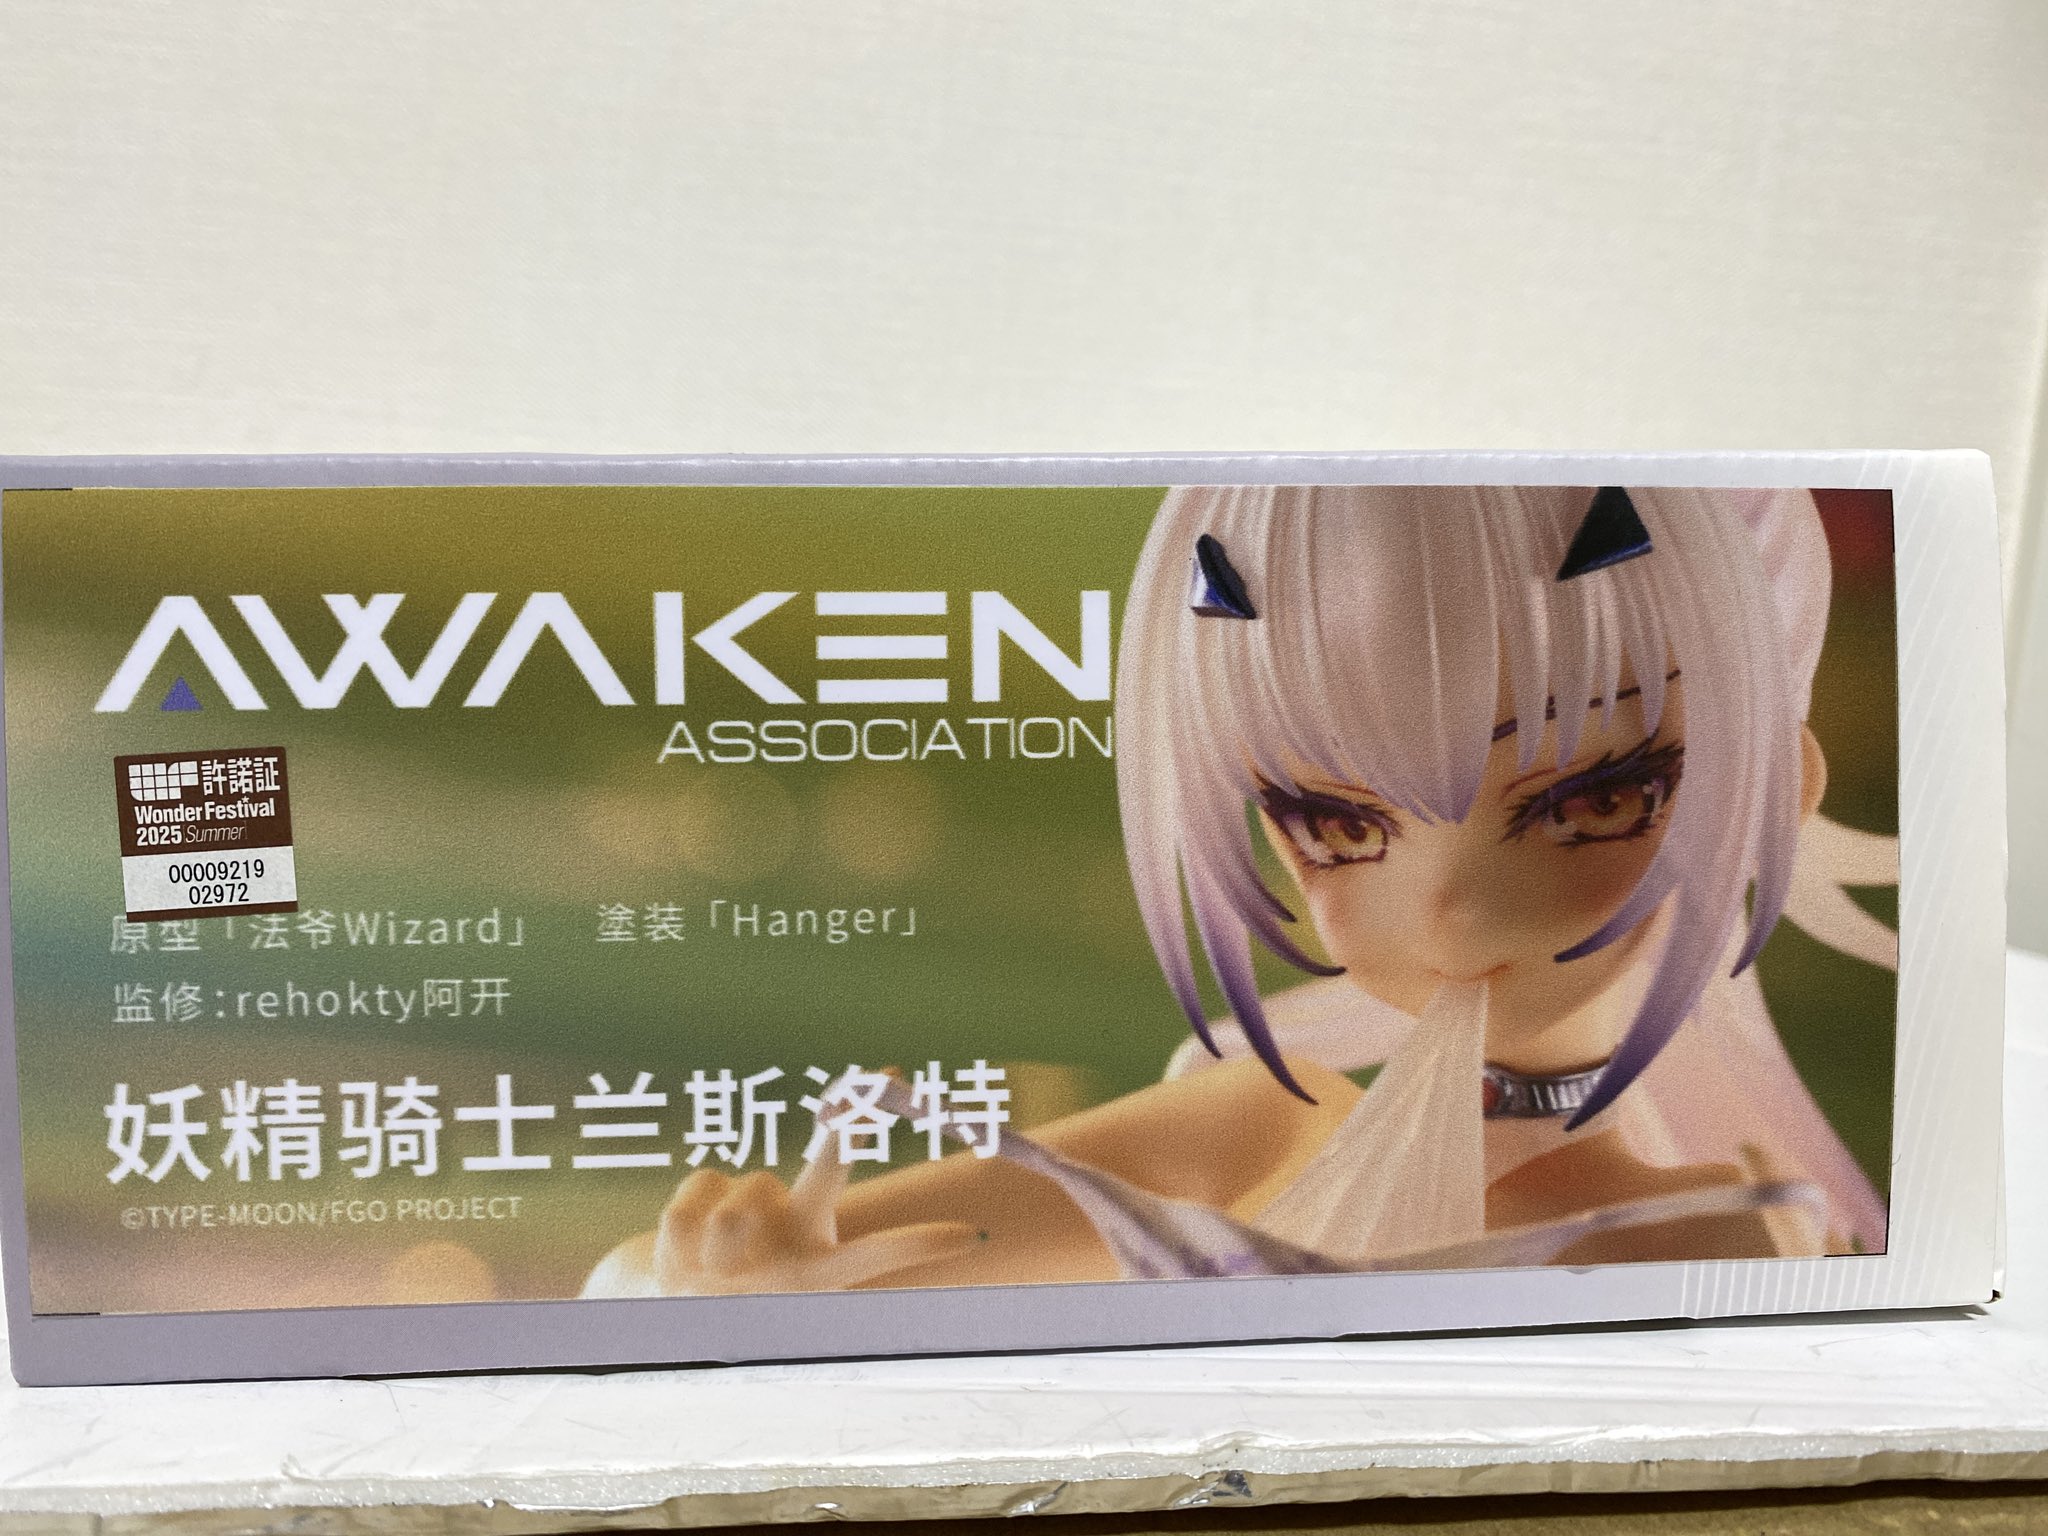 AWAKEN
ASSOCIATION
WF許諾証
Wonder Festival
2025 Summer
00009219
02972
原型「法爷Wizard」 塗装「Hanger」
监修:rehokty阿开
妖精骑士兰斯洛特
©TYPE-MOON/FGO PROJECT